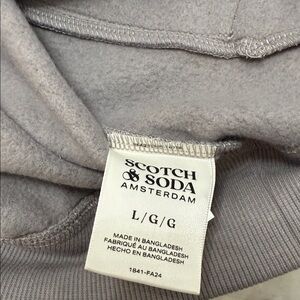 SCOTCH
& SODA
AMSTERDAM
L/G/G
MADE IN BANGLADESH
FABRIQUÉ AU BANGLADESH
HECHO EN BANGLADESH
1841-FA24